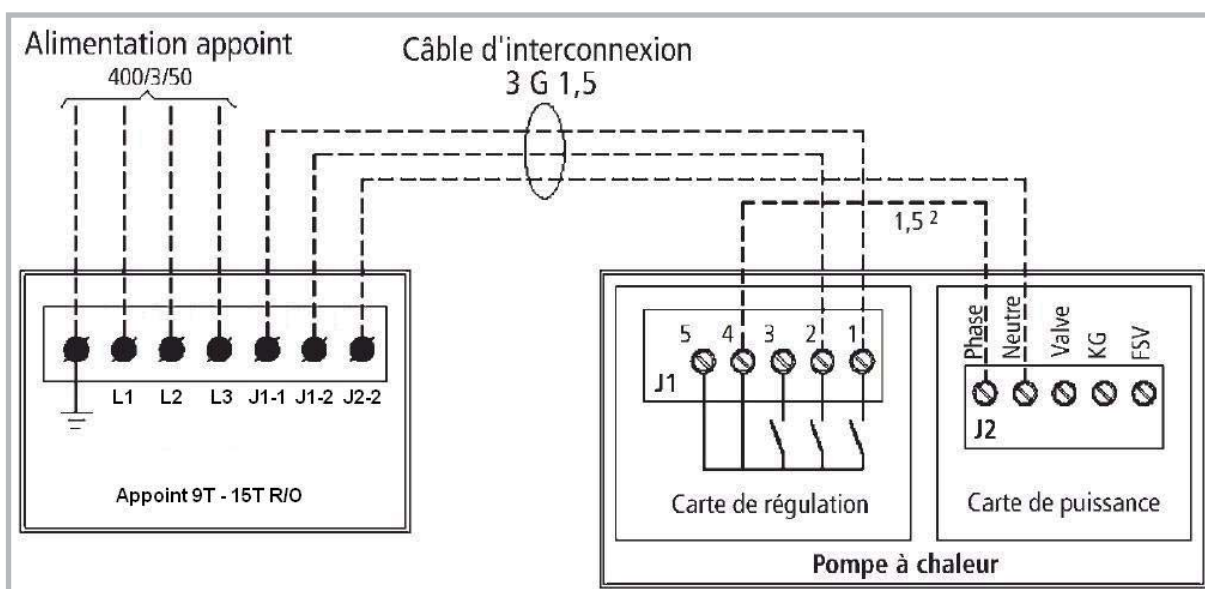 Alimentation appoint
400/3/50
Câble d'interconnexion
3 G 1,5
1,5 ²
L1 L2 L3 J1-1 J1-2 J2-2
Appoint 9T - 15T R/O
5 4 3 2 1
J1
Carte de régulation
Phase
Neutre
Valve
KG
FSV
J2
Carte de puissance
Pompe à chaleur